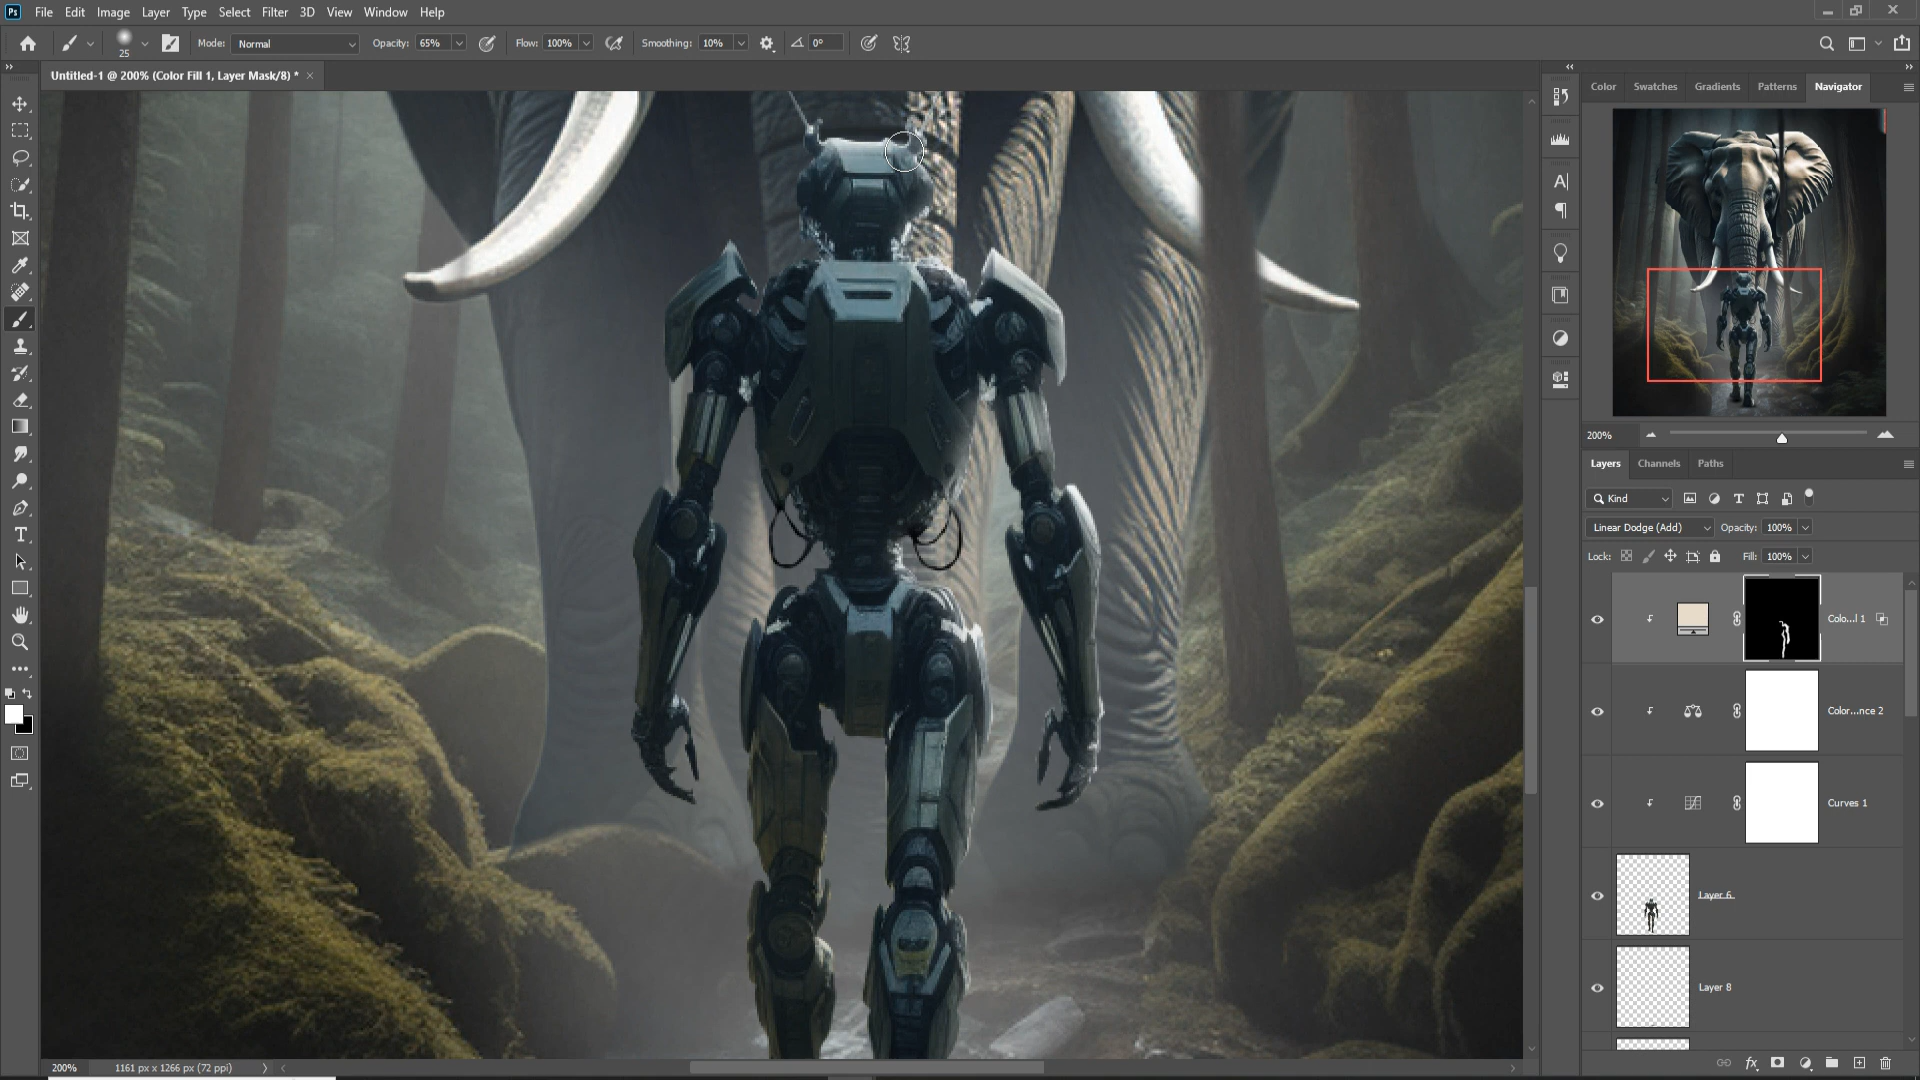 Ps File Edit Image Layer Type Select Filter 3D View Window Help
25 Mode: Normal Opacity: 65% Flow: 100% Smoothing: 10% 0°
Untitled-1 @ 200% (Color Fill 1, Layer Mask/8) *
Color Swatches Gradients Patterns Navigator
200%
Layers Channels Paths
Kind
Linear Dodge (Add) Opacity: 100%
Lock: Fill: 100%
Colo...l 1
Color...nce 2
Curves 1
Layer 6
Layer 8
200% 1161 px x 1266 px (72 ppi)